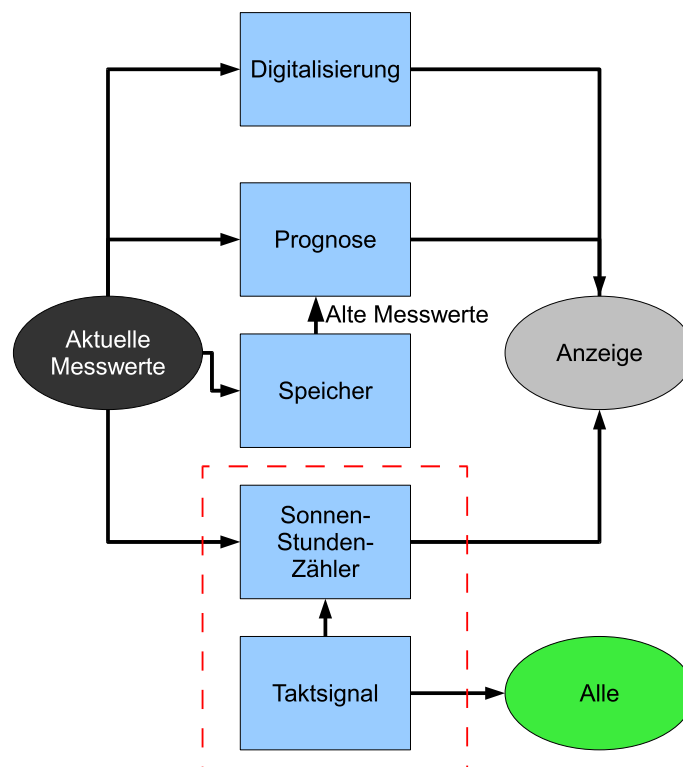 Digitalisierung
Prognose
Alte Messwerte
Aktuelle
Messwerte
Anzeige
Speicher
Sonnen-
Stunden-
Zähler
Taktsignal
Alle